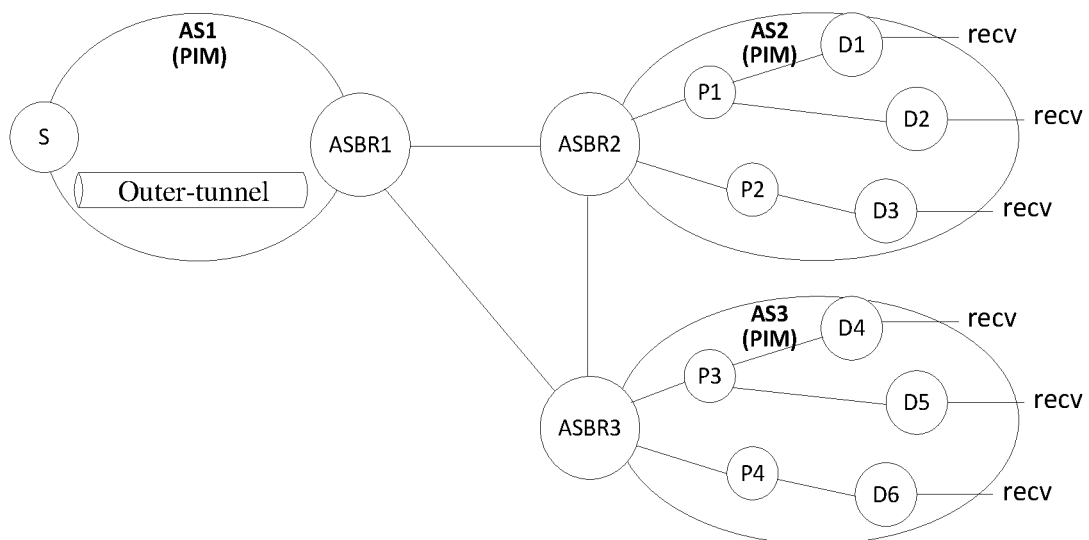 AS1
(PIM)
S
Outer-tunnel
ASBR1
ASBR2
AS2
(PIM)
D1
recv
P1
D2
recv
P2
D3
recv
ASBR3
AS3
(PIM)
D4
recv
P3
D5
recv
P4
D6
recv